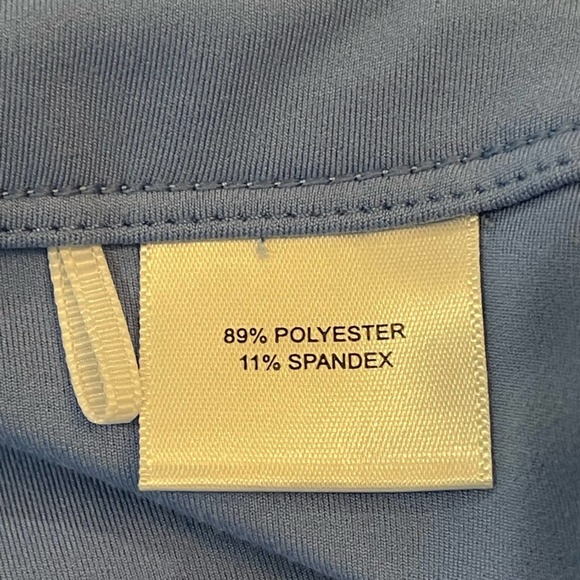 89% POLYESTER
11% SPANDEX